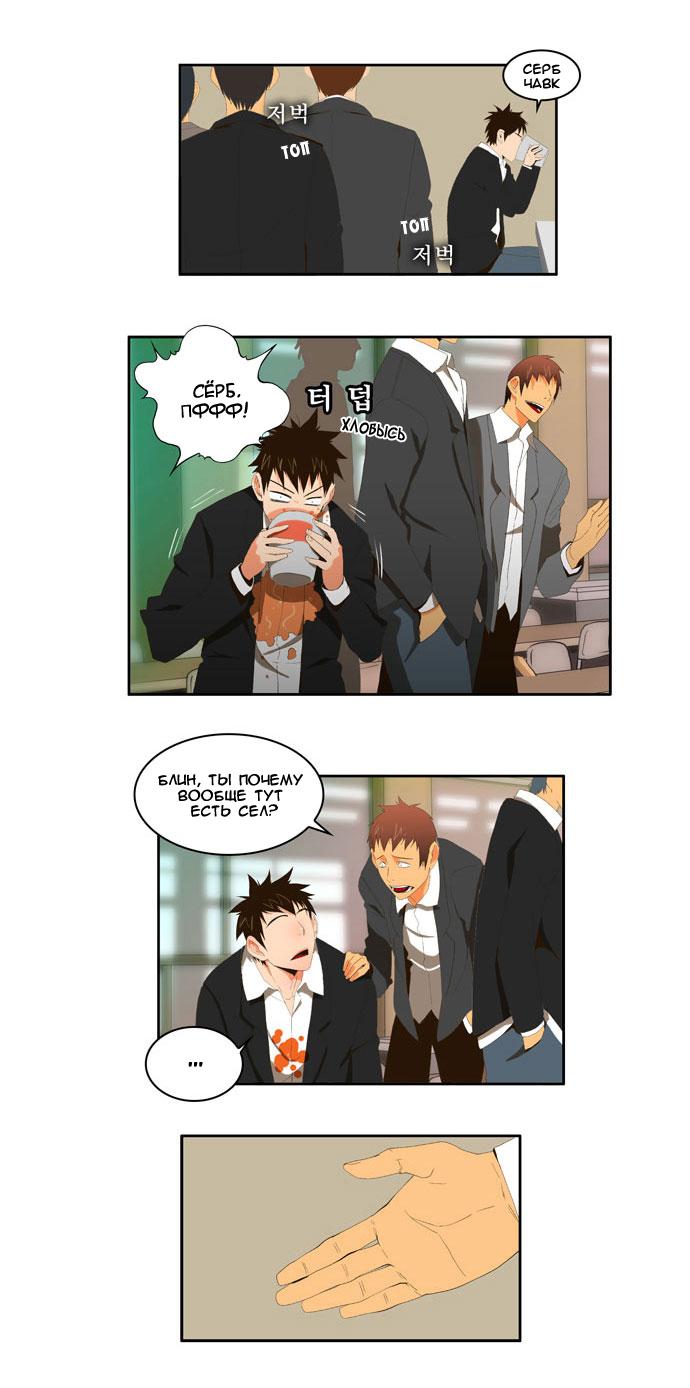 СЕРБ
ЧАВК
저벅
ТОП
ТОП
저벅
СЁРБ,
ПФФФ!
터덥
ХЛОВЫСЬ
БЛИН, ТЫ ПОЧЕМУ
ВООБЩЕ ТУТ
ЕСТЬ СЕЛ?
...